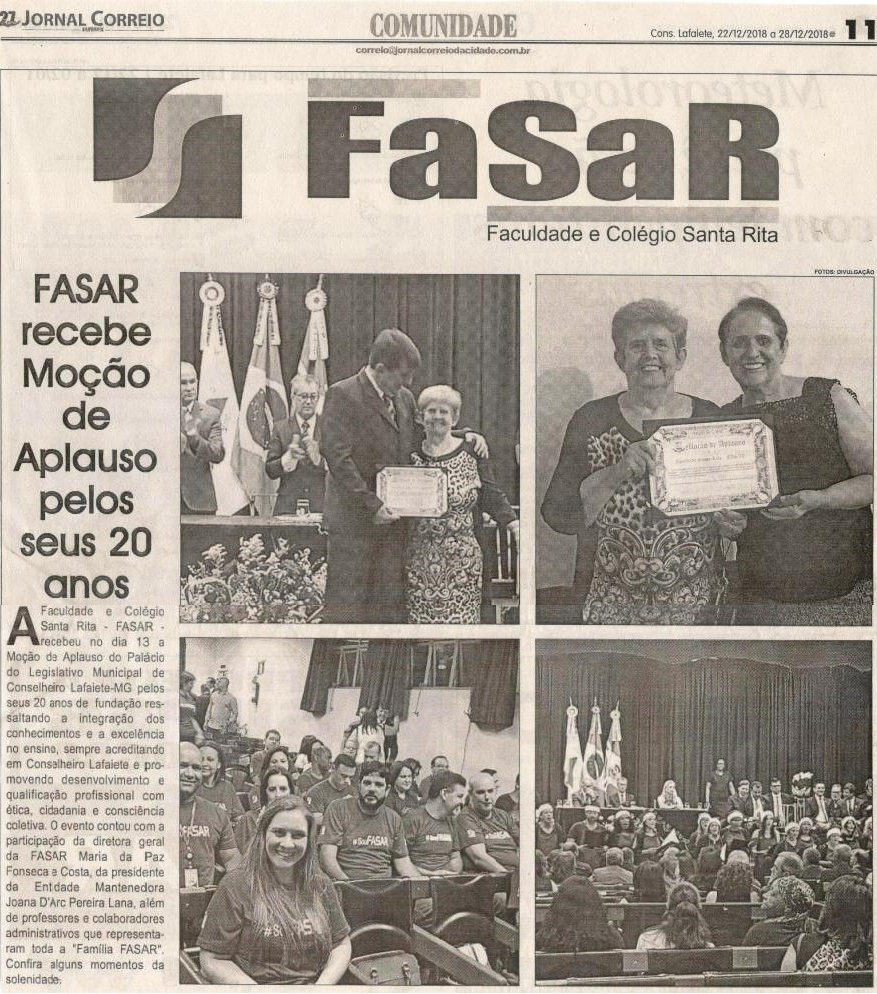 JORNAL CORREIO
COMUNIDADE
Cons. Lafaiete, 22/12/2018 a 28/12/2018 11
correio@jornalcorreiodacidade.com.br
FaSaR
Faculdade e Colégio Santa Rita
FOTOS: DIVULGAÇÃO
FASAR
recebe
Moção
de
Aplauso
pelos
seus 20
anos
A Faculdade e Colégio
Santa Rita - FASAR -
recebeu no dia 13 a
Moção de Aplauso do Palácio
do Legislativo Municipal de
Conselheiro Lafaiete-MG pelos
seus 20 anos de fundação res-
saltando a integração dos
conhecimentos e a excelência
no ensino, sempre acreditando
em Conselheiro Lafaiete e pro-
movendo desenvolvimento e
qualificação profissional com
ética, cidadania e consciência
coletiva. O evento contou com a
participação da diretora geral
da FASAR Maria da Paz
Fonseca e Costa, da presidente
da Entidade Mantenedora
Joana D'Arc Pereira Lana, além
de professores e colaboradores
administrativos que representa-
ram toda a "Família FASAR".
Confira alguns momentos da
solenidade.
Moção de Aplauso
#SouFASAR